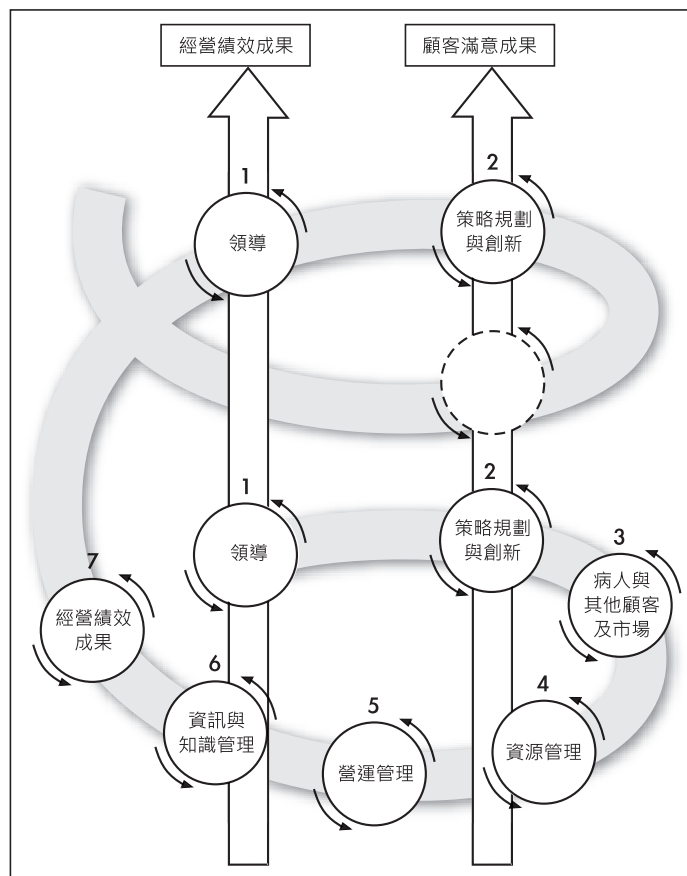 經營績效成果
顧客滿意成果
1
領導
2
策略規劃
與創新
1
領導
2
策略規劃
與創新
3
病人與
其他顧客
及市場
4
資源管理
5
營運管理
6
資訊與
知識管理
7
經營績效
成果